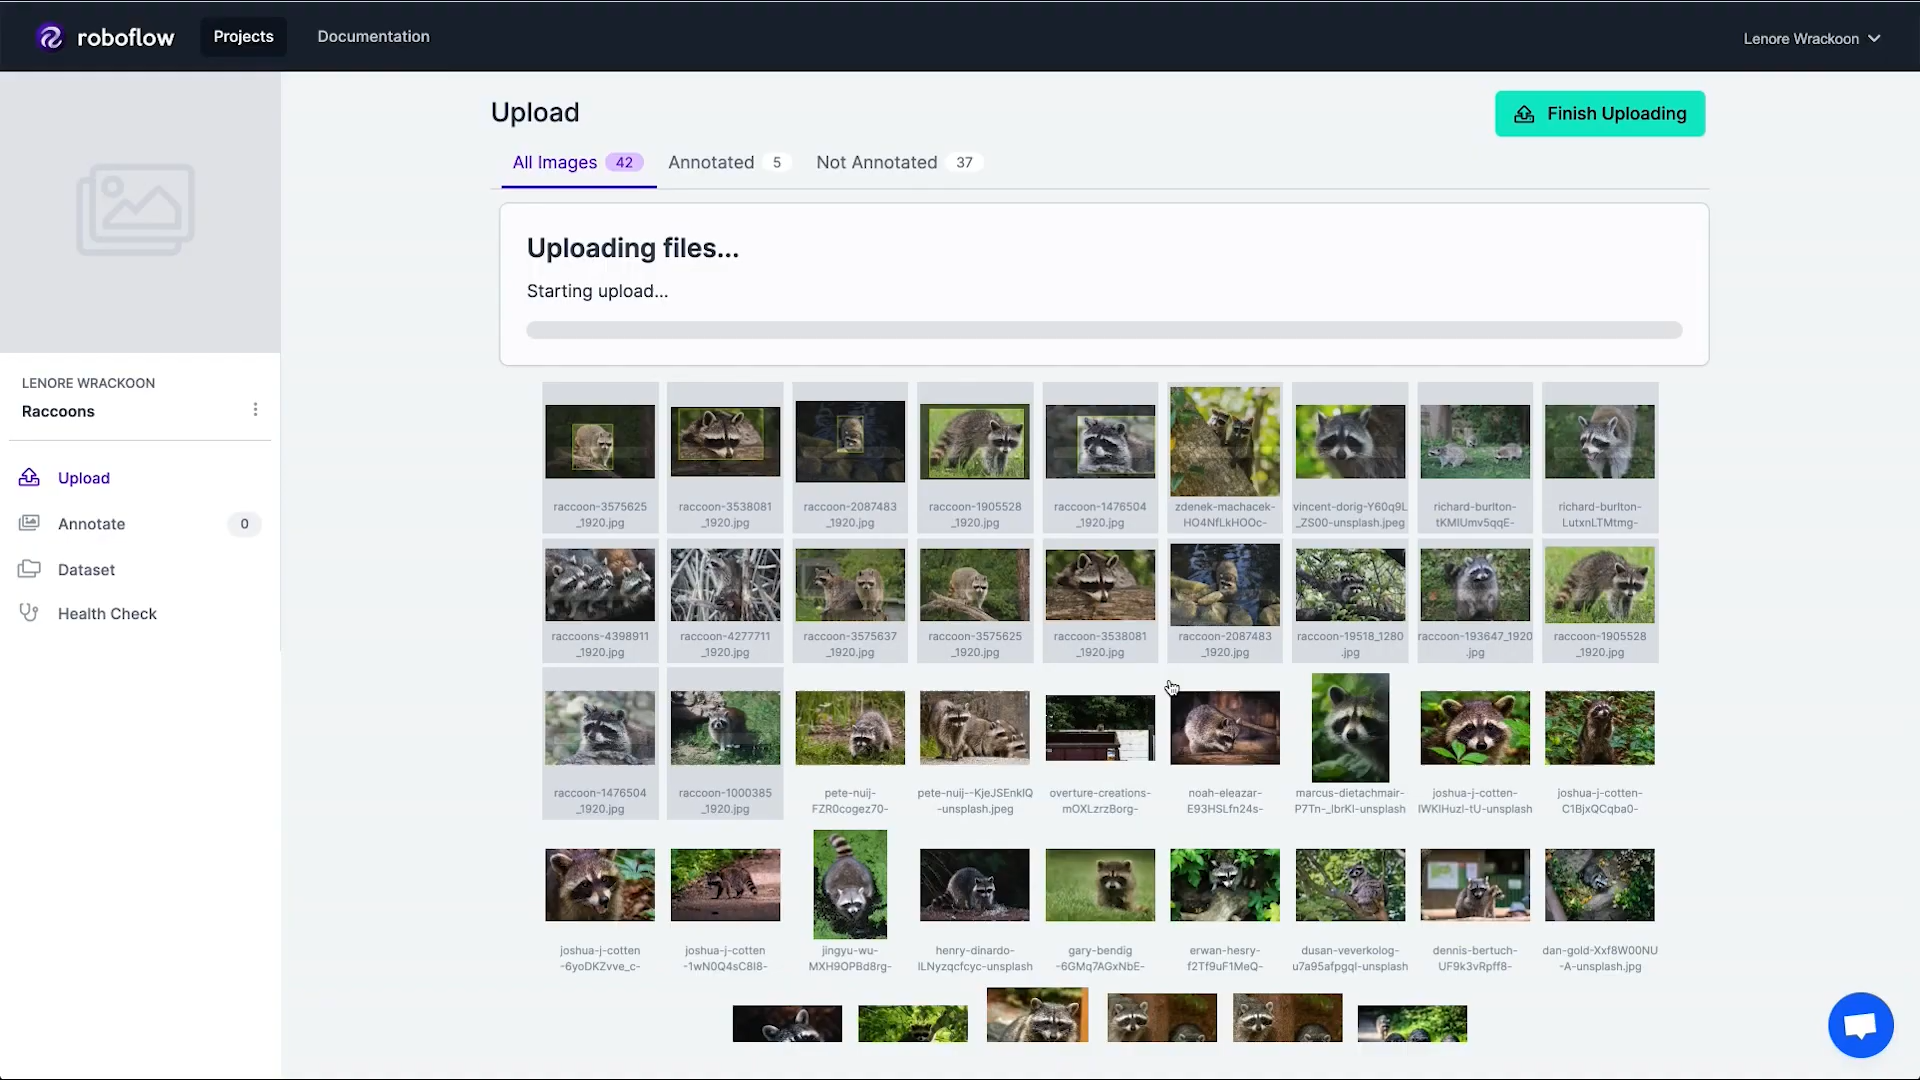 roboflow
Projects
Documentation
Lenore Wrackoon
Upload
Finish Uploading
All Images 42
Annotated 5
Not Annotated 37
Uploading files...
Starting upload...
LENORE WRACKOON
Raccoons
Upload
Annotate 0
Dataset
Health Check
raccoon-3575625
_1920.jpg
raccoon-3538081
_1920.jpg
raccoon-2087483
_1920.jpg
raccoon-1905528
_1920.jpg
raccoon-1476504
_1920.jpg
zdenek-machacek-
HO4NfLkHOOc-
vincent-dorig-Y60q9L
_ZS00-unsplash.jpeg
richard-burlton-
tKMIUmv5qqE-
richard-burlton-
LutxnLTMtmg-
raccoons-4398911
_1920.jpg
raccoon-4277711
_1920.jpg
raccoon-3575637
_1920.jpg
raccoon-3575625
_1920.jpg
raccoon-3538081
_1920.jpg
raccoon-2087483
_1920.jpg
raccoon-19518_1280
.jpg
raccoon-193647_1920
.jpg
raccoon-1905528
_1920.jpg
raccoon-1476504
_1920.jpg
raccoon-1000385
_1920.jpg
pete-nuij-
FZR0cogez70-
pete-nuij--KjeJSEnkIQ
-unsplash.jpeg
overture-creations-
mOXLzrzBorg-
noah-eleazar-
E93HSLfn24s-
marcus-dietachmair-
P7Tn-_IbrKI-unsplash
joshua-j-cotten-
IWKIHuzI-tU-unsplash
joshua-j-cotten-
C1BjxQCqba0-
joshua-j-cotten
-6yoDKZvve_c-
joshua-j-cotten
-1wN0Q4sC8I8-
jingyu-wu-
MXH9OPBd8rg-
henry-dinardo-
ILNyzqcfcyc-unsplash
gary-bendig
-6GMq7AGxNbE-
erwan-hesry-
f2Tf9uF1MeQ-
dusan-veverkolog-
u7a95afpgqI-unsplash
dennis-bertuch-
UF9k3vRpff8-
dan-gold-Xxf8W00NU
-A-unsplash.jpg